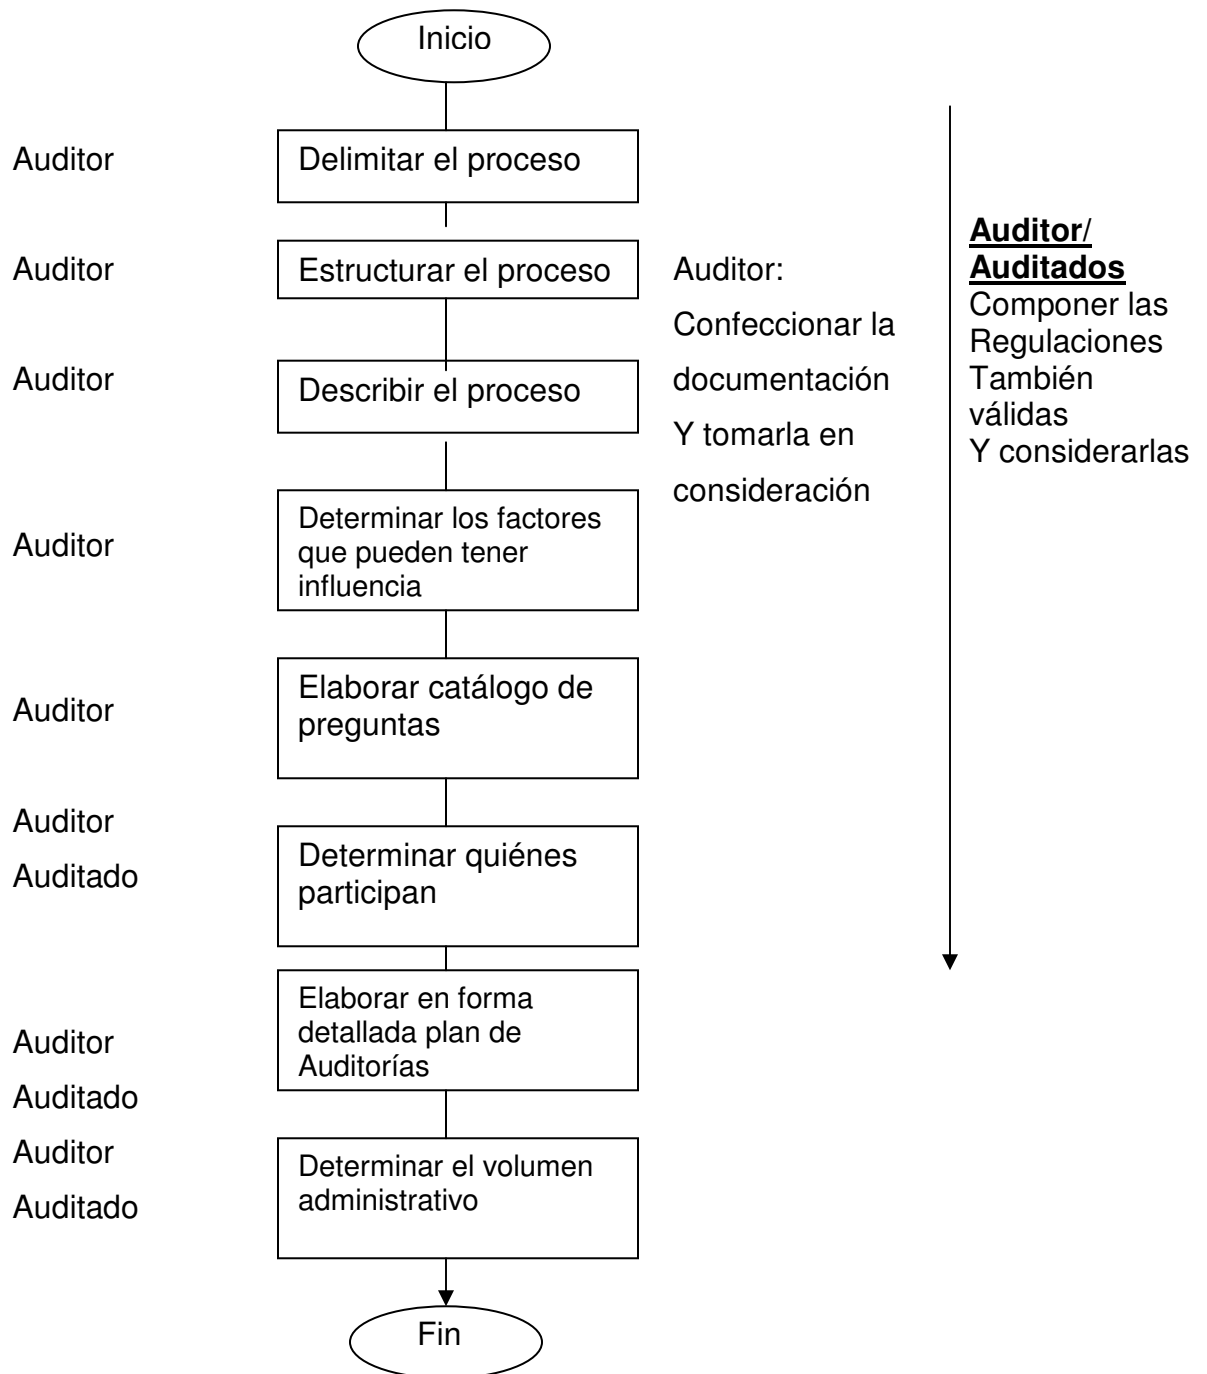 Inicio
Auditor
Delimitar el proceso
Auditor
Estructurar el proceso
Auditor
Describir el proceso
Auditor
Determinar los factores
que pueden tener
influencia
Auditor
Elaborar catálogo de
preguntas
Auditor
Auditado
Determinar quiénes
participan
Auditor
Auditado
Elaborar en forma
detallada plan de
Auditorías
Auditor
Auditado
Determinar el volumen
administrativo
Fin
Auditor:
Confeccionar la
documentación
Y tomarla en
consideración
Auditor/
Auditados
Componer las
Regulaciones
También
válidas
Y considerarlas